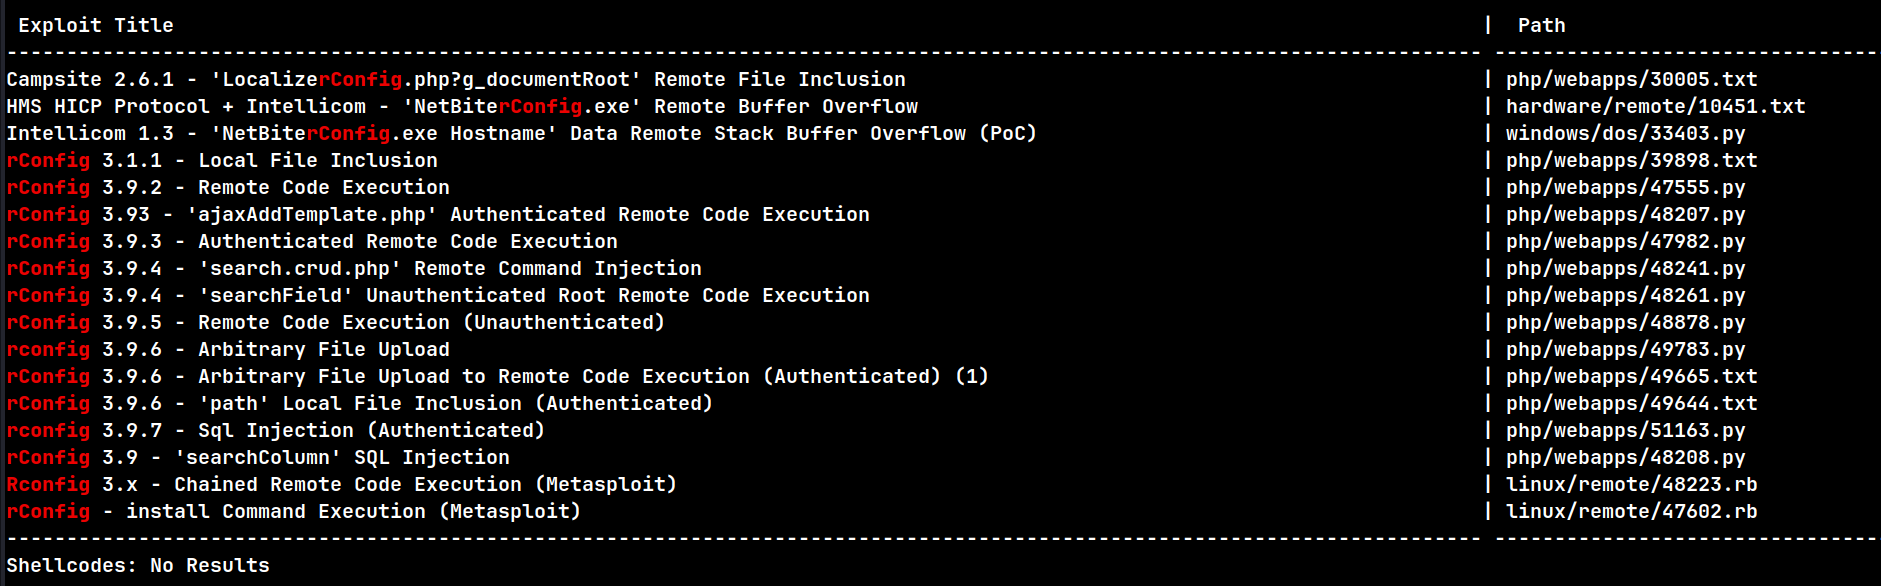 Exploit Title | Path
--------------------------------------------------------------------------------------------------------------------------- ---------------------------------
Campsite 2.6.1 - 'LocalizerConfig.php?g_documentRoot' Remote File Inclusion | php/webapps/30005.txt
HMS HICP Protocol + Intellicom - 'NetBiterConfig.exe' Remote Buffer Overflow | hardware/remote/10451.txt
Intellicom 1.3 - 'NetBiterConfig.exe Hostname' Data Remote Stack Buffer Overflow (PoC) | windows/dos/33403.py
rConfig 3.1.1 - Local File Inclusion | php/webapps/39898.txt
rConfig 3.9.2 - Remote Code Execution | php/webapps/47555.py
rConfig 3.93 - 'ajaxAddTemplate.php' Authenticated Remote Code Execution | php/webapps/48207.py
rConfig 3.9.3 - Authenticated Remote Code Execution | php/webapps/47982.py
rConfig 3.9.4 - 'search.crud.php' Remote Command Injection | php/webapps/48241.py
rConfig 3.9.4 - 'searchField' Unauthenticated Root Remote Code Execution | php/webapps/48261.py
rConfig 3.9.5 - Remote Code Execution (Unauthenticated) | php/webapps/48878.py
rconfig 3.9.6 - Arbitrary File Upload | php/webapps/49783.py
rConfig 3.9.6 - Arbitrary File Upload to Remote Code Execution (Authenticated) (1) | php/webapps/49665.txt
rConfig 3.9.6 - 'path' Local File Inclusion (Authenticated) | php/webapps/49644.txt
rconfig 3.9.7 - Sql Injection (Authenticated) | php/webapps/51163.py
rConfig 3.9 - 'searchColumn' SQL Injection | php/webapps/48208.py
Rconfig 3.x - Chained Remote Code Execution (Metasploit) | linux/remote/48223.rb
rConfig - install Command Execution (Metasploit) | linux/remote/47602.rb
--------------------------------------------------------------------------------------------------------------------------- ---------------------------------
Shellcodes: No Results